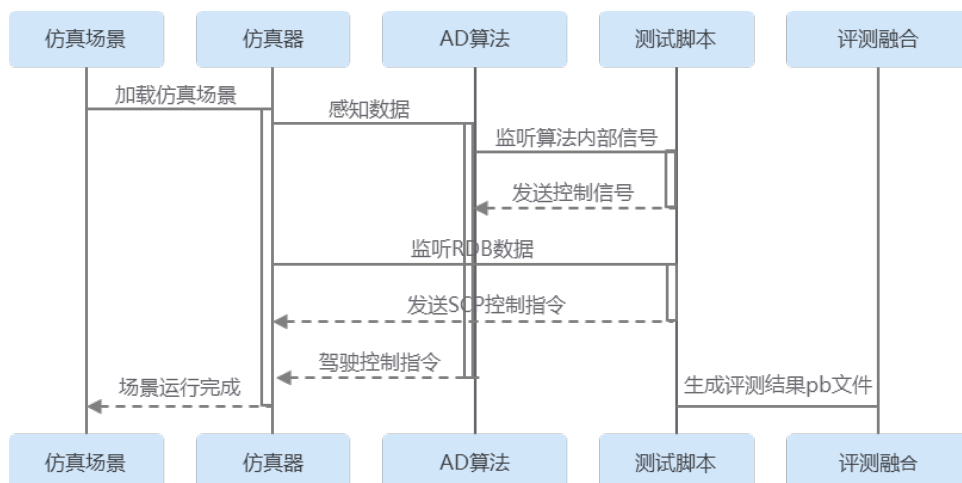 仿真场景
仿真器
AD算法
测试脚本
评测融合
加载仿真场景
感知数据
监听算法内部信号
发送控制信号
监听RDB数据
发送SCP控制指令
驾驶控制指令
场景运行完成
生成评测结果pb文件
仿真场景
仿真器
AD算法
测试脚本
评测融合